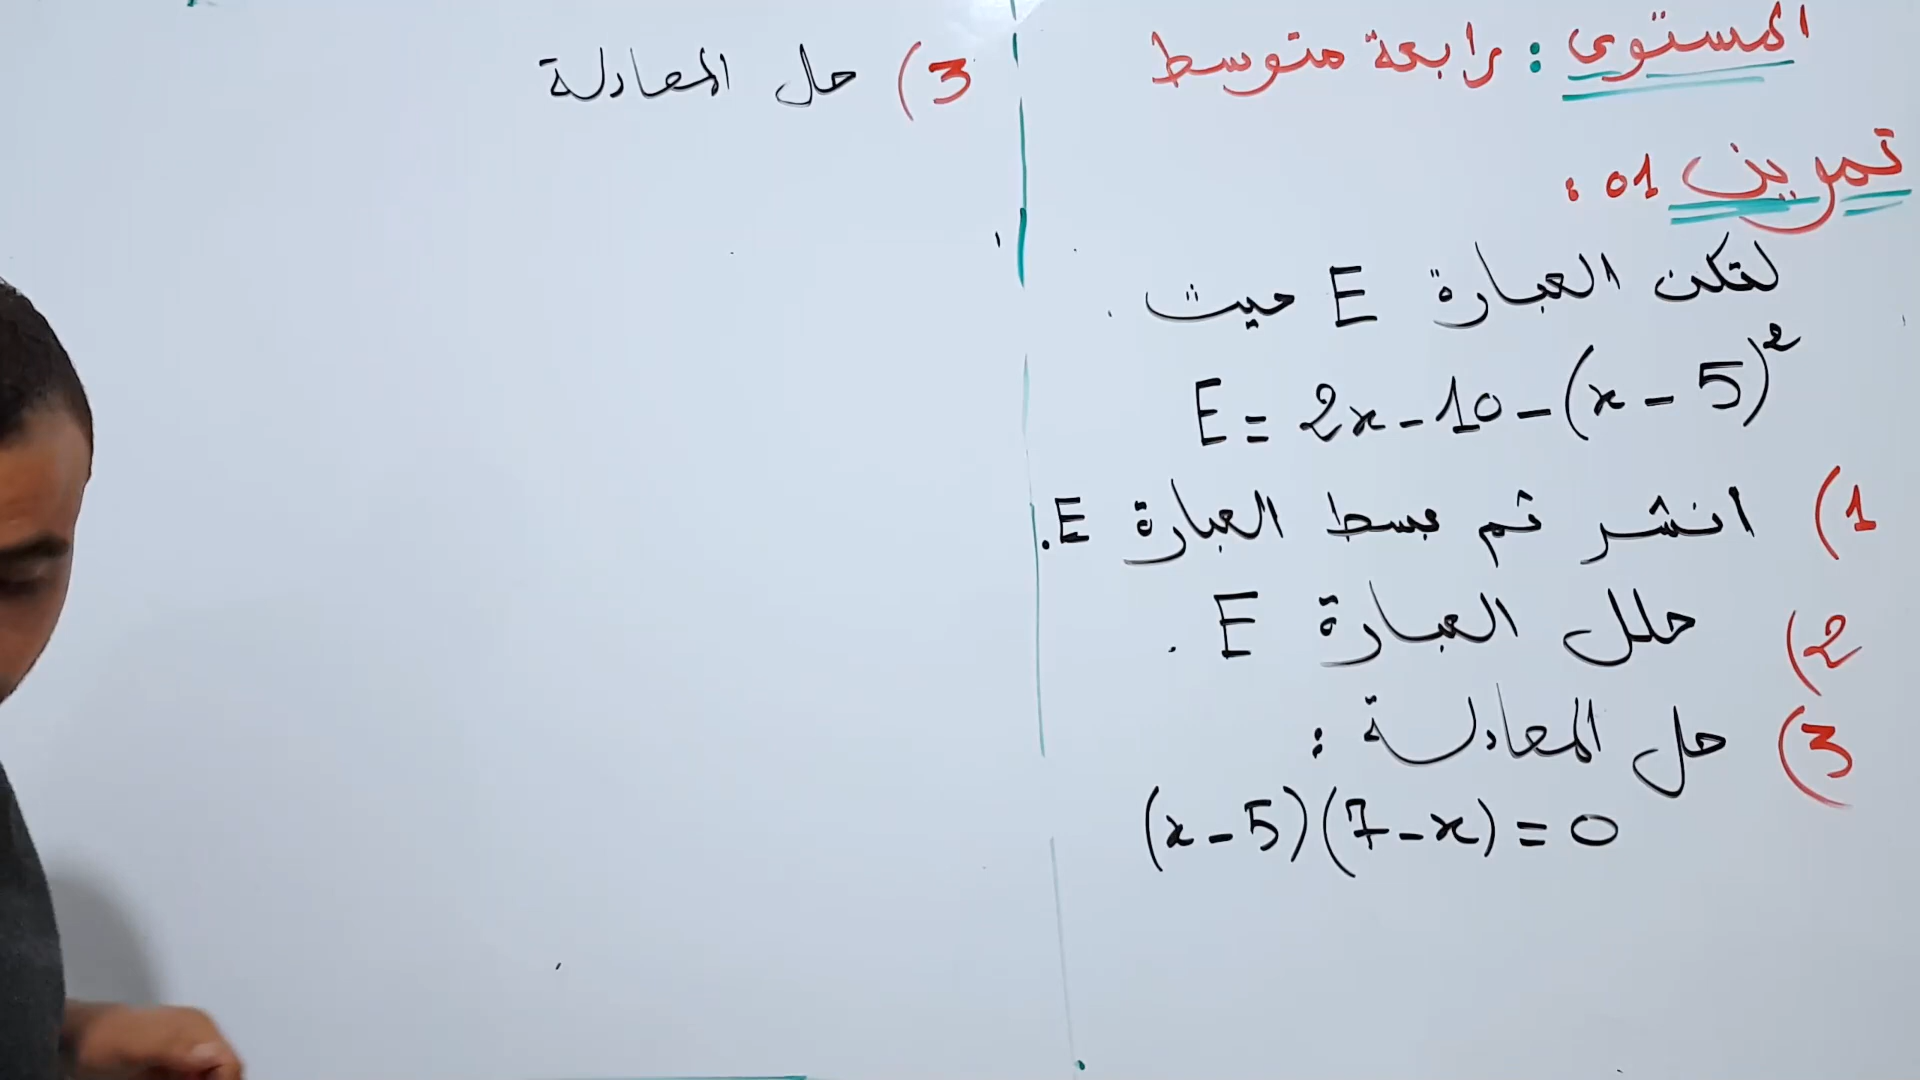 المستوى : رابعة متوسط
تمرين 01 :
لتكن العبارة E حيث
E = 2x - 10 - (x - 5)²
1) انشر ثم بسط العبارة E.
2) حلل العبارة E .
3) حل المعادلة :
(x - 5)(7 - x) = 0
3) حل المعادلة